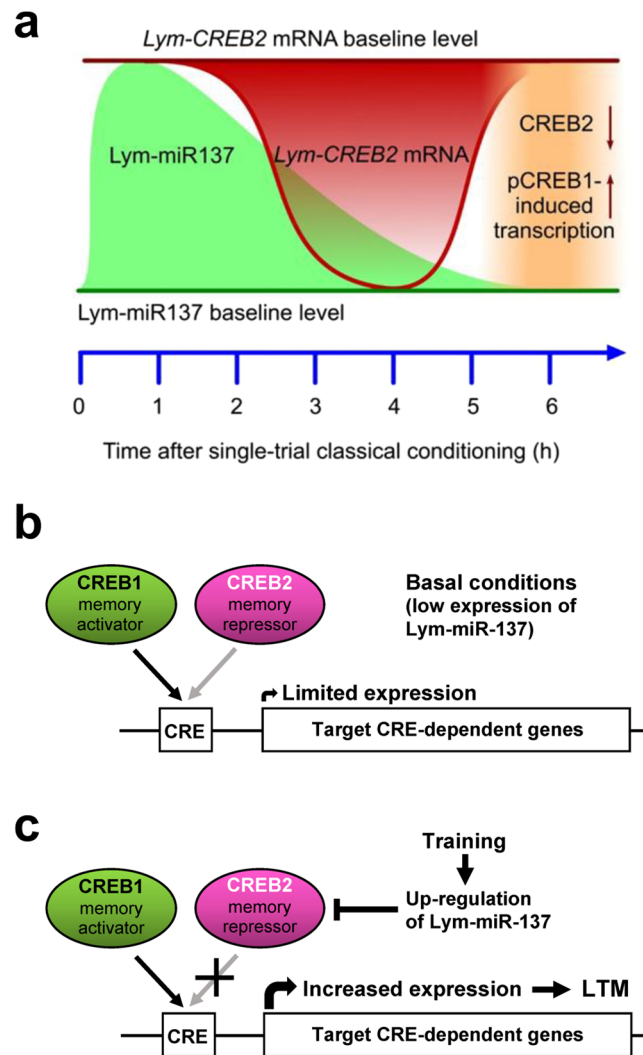 a
Lym-CREB2 mRNA baseline level
Lym-miR137
Lym-CREB2 mRNA
CREB2
pCREB1-
induced
transcription
Lym-miR137 baseline level
0 1 2 3 4 5 6
Time after single-trial classical conditioning (h)
b
CREB1
memory
activator
CREB2
memory
repressor
Basal conditions
(low expression of
Lym-miR-137)
Limited expression
CRE
Target CRE-dependent genes
c
Training
CREB1
memory
activator
CREB2
memory
repressor
Up-regulation
of Lym-miR-137
Increased expression
LTM
CRE
Target CRE-dependent genes